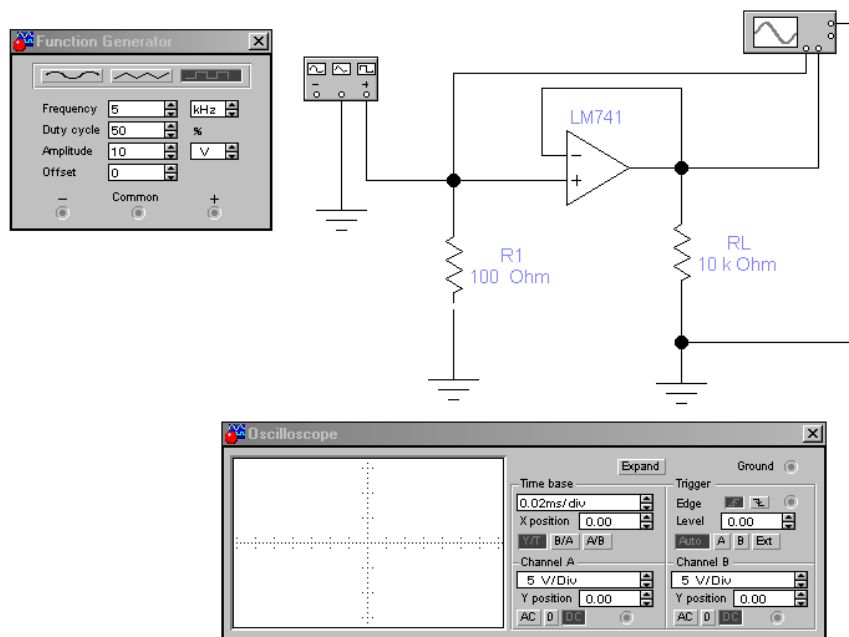 Function Generator
Frequency 5 kHz
Duty cycle 50 %
Amplitude 10 V
Offset 0
− Common +
− +
LM741
−
+
R1
100 Ohm
RL
10 k Ohm
Oscilloscope
Expand Ground
Time base
0.02ms/div
X position 0.00
Y/T B/A A/B
Trigger
Edge
Level 0.00
Auto A B Ext
Channel A
5 V/Div
Y position 0.00
AC 0 DC
Channel B
5 V/Div
Y position 0.00
AC 0 DC